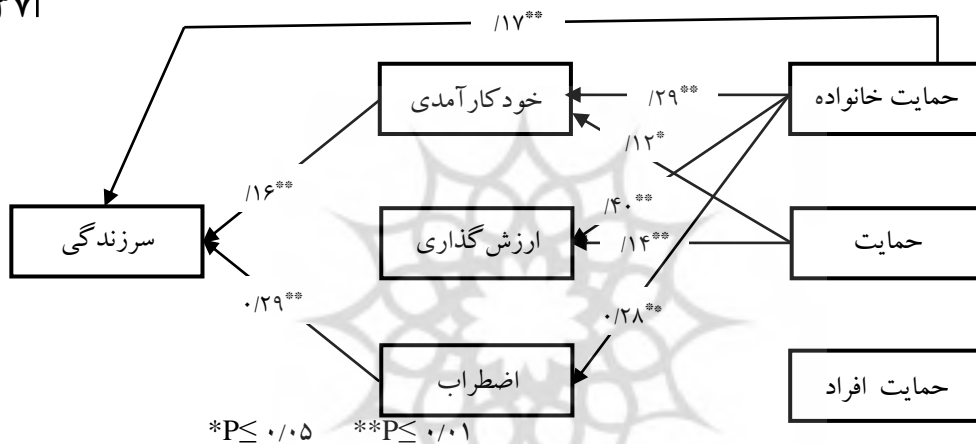 /۱۷**
حمایت خانواده
/۲۹**
خودکارآمدی
/۱۲*
/۱۶**
/۴۰**
حمایت
/۱۴**
ارزش گذاری
سرزندگی
۰/۲۹**
۰/۲۸**
حمایت افراد
اضطراب
*P≤ ۰/۰۵ **P≤ ۰/۰۱